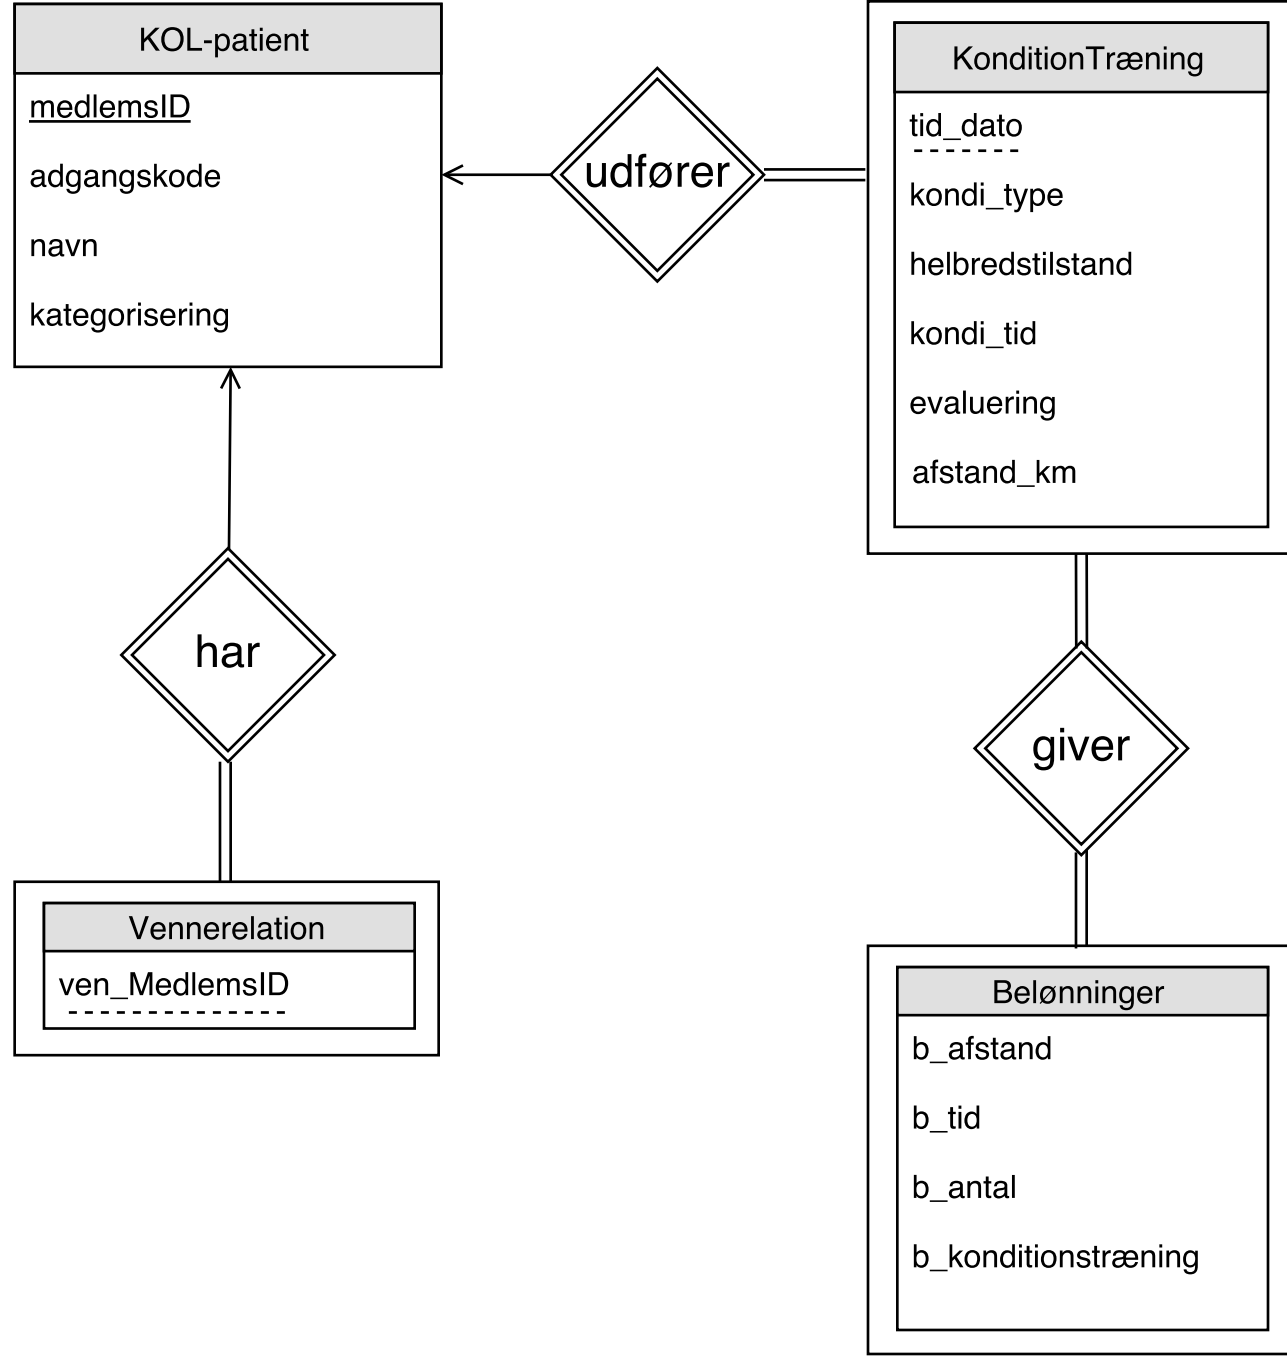 KOL-patient
medlemsID
adgangskode
navn
kategorisering
udfører
KonditionTræning
tid_dato
kondi_type
helbredstilstand
kondi_tid
evaluering
afstand_km
har
giver
Vennerelation
ven_MedlemsID
Belønninger
b_afstand
b_tid
b_antal
b_konditionstræning